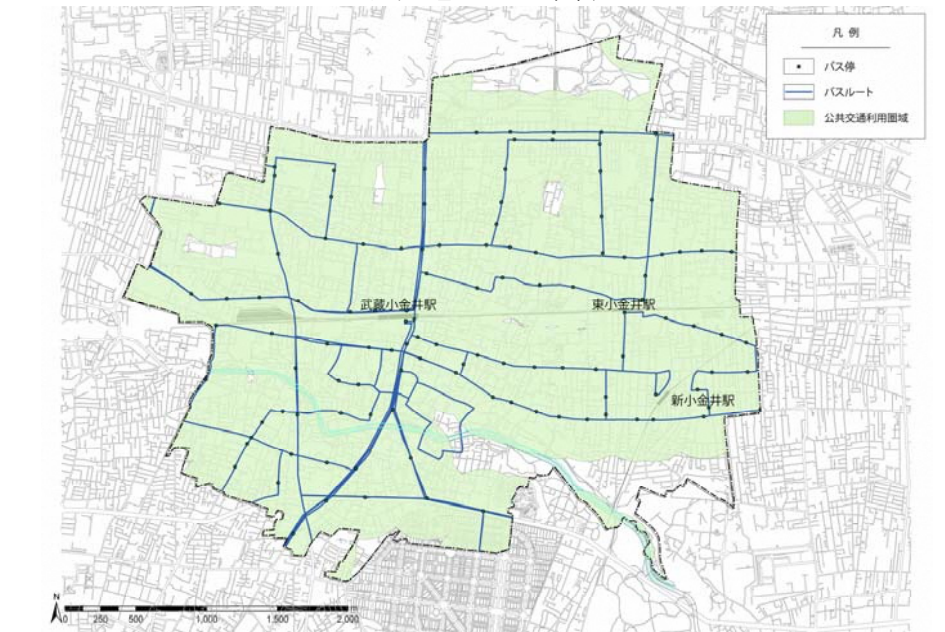 凡 例
バス停
バスルート
公共交通利用圏域
武蔵小金井駅
東小金井駅
新小金井駅
N
0 250 500 1,000 1,500 2,000
m